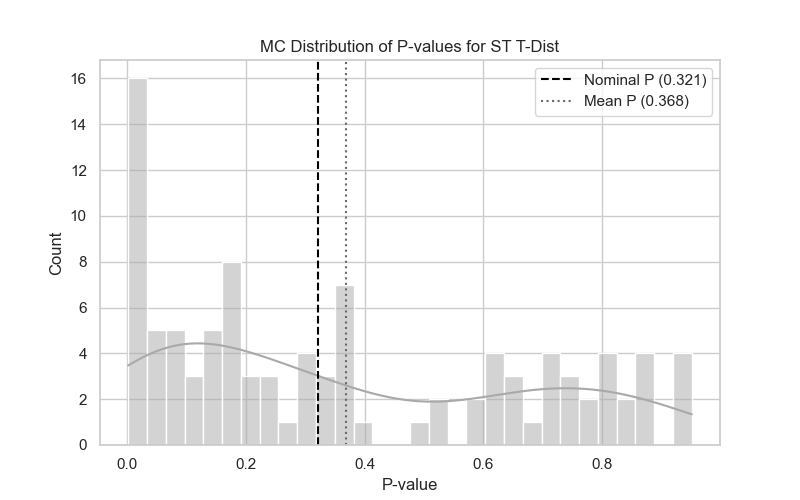 MC Distribution of P-values for ST T-Dist
Nominal P (0.321)
Mean P (0.368)
Count
16
14
12
10
8
6
4
2
0
0.0 0.2 0.4 0.6 0.8
P-value